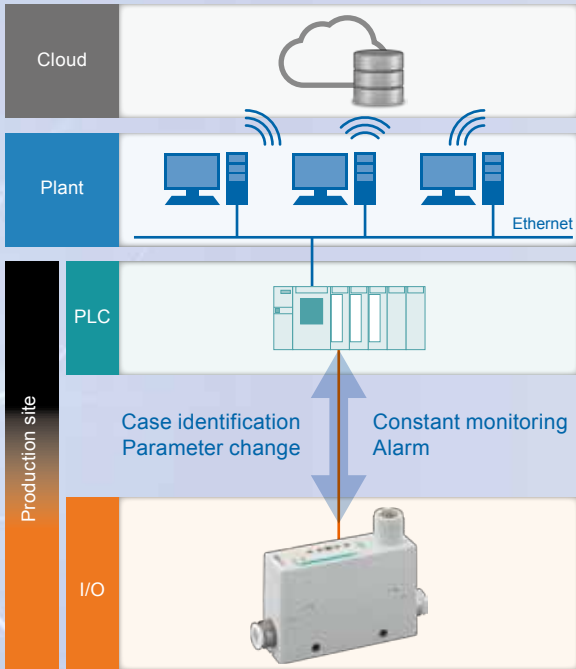 Cloud
Plant
Ethernet
Production site
PLC
Case identification
Parameter change
Constant monitoring
Alarm
I/O